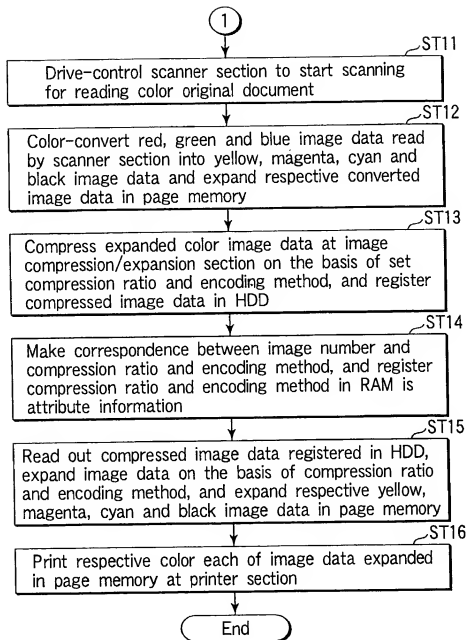 1
ST11
Drive-control scanner section to start scanning
for reading color original document
ST12
Color-convert red, green and blue image data read
by scanner section into yellow, magenta, cyan and
black image data and expand respective converted
image data in page memory
ST13
Compress expanded color image data at image
compression/expansion section on the basis of set
compression ratio and encoding method, and register
compressed image data in HDD
ST14
Make correspondence between image number and
compression ratio and encoding method, and register
compression ratio and encoding method in RAM is
attribute information
ST15
Read out compressed image data registered in HDD,
expand image data on the basis of compression ratio
and encoding method, and expand respective yellow,
magenta, cyan and black image data in page memory
ST16
Print respective color each of image data expanded
in page memory at printer section
End